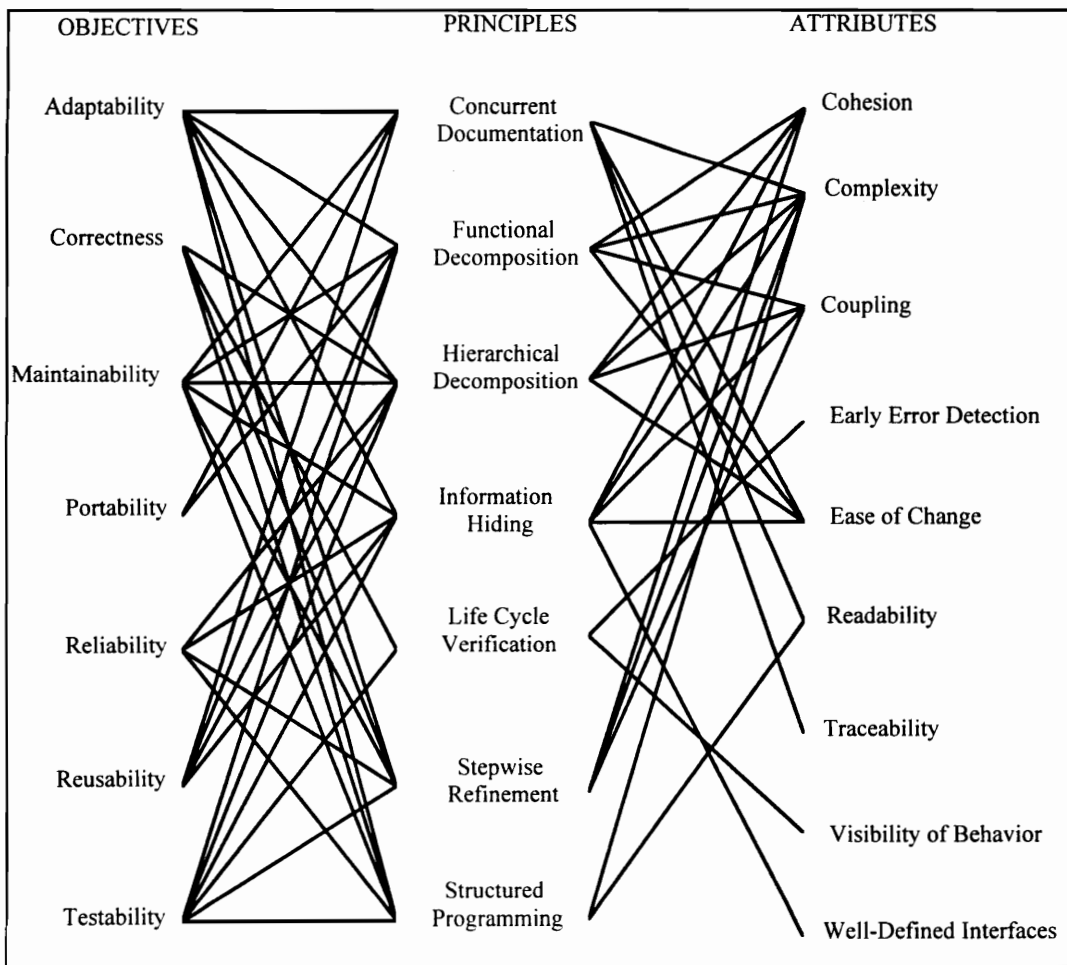 OBJECTIVES
Adaptability
Correctness
Maintainability
Portability
Reliability
Reusability
Testability
PRINCIPLES
Concurrent
Documentation
Functional
Decomposition
Hierarchical
Decomposition
Information
Hiding
Life Cycle
Verification
Stepwise
Refinement
Structured
Programming
ATTRIBUTES
Cohesion
Complexity
Coupling
Early Error Detection
Ease of Change
Readability
Traceability
Visibility of Behavior
Well-Defined Interfaces